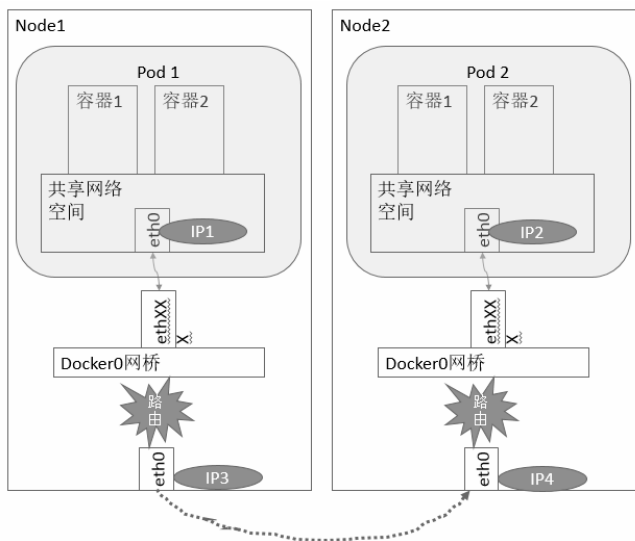 Node1
Pod 1
容器1
容器2
共享网络
空间
eth0
IP1
ethXX
X
Docker0网桥
路由
eth0
IP3
Node2
Pod 2
容器1
容器2
共享网络
空间
eth0
IP2
ethXX
X
Docker0网桥
路由
eth0
IP4